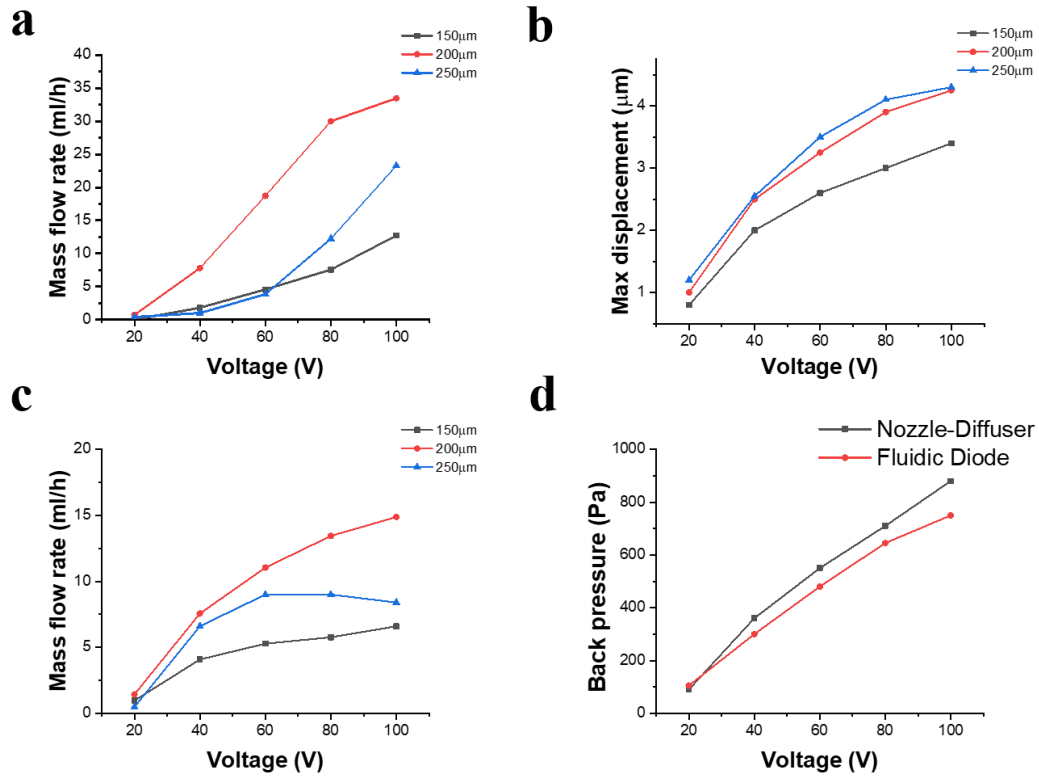 a
150μm
200μm
250μm
Mass flow rate (ml/h)
40
35
30
25
20
15
10
5
0
20 40 60 80 100
Voltage (V)
b
150μm
200μm
250μm
Max displacement (μm)
4
3
2
1
20 40 60 80 100
Voltage (V)
c
150μm
200μm
250μm
Mass flow rate (ml/h)
20
15
10
5
0
20 40 60 80 100
Voltage (V)
d
Nozzle-Diffuser
Fluidic Diode
Back pressure (Pa)
1000
800
600
400
200
0
20 40 60 80 100
Voltage (V)